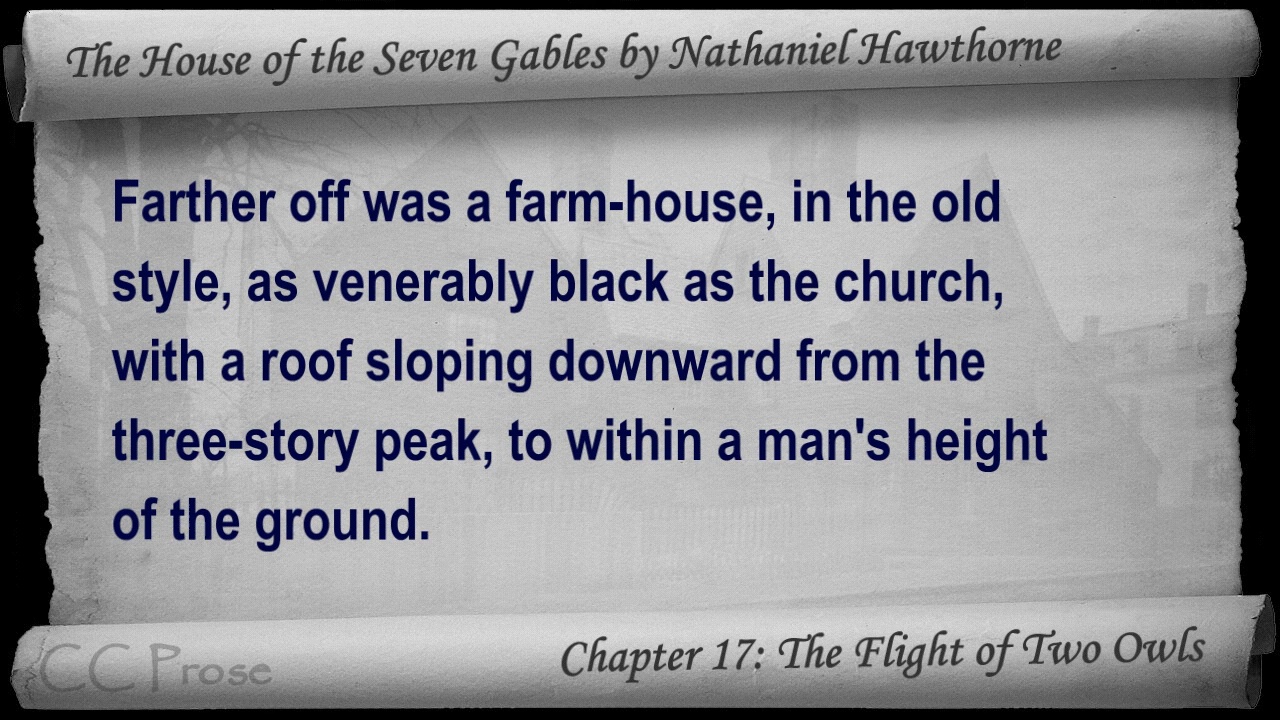 The House of the Seven Gables by Nathaniel Hawthorne
Farther off was a farm-house, in the old
style, as venerably black as the church,
with a roof sloping downward from the
three-story peak, to within a man's height
of the ground.
CC Prose
Chapter 17: The Flight of Two Owls